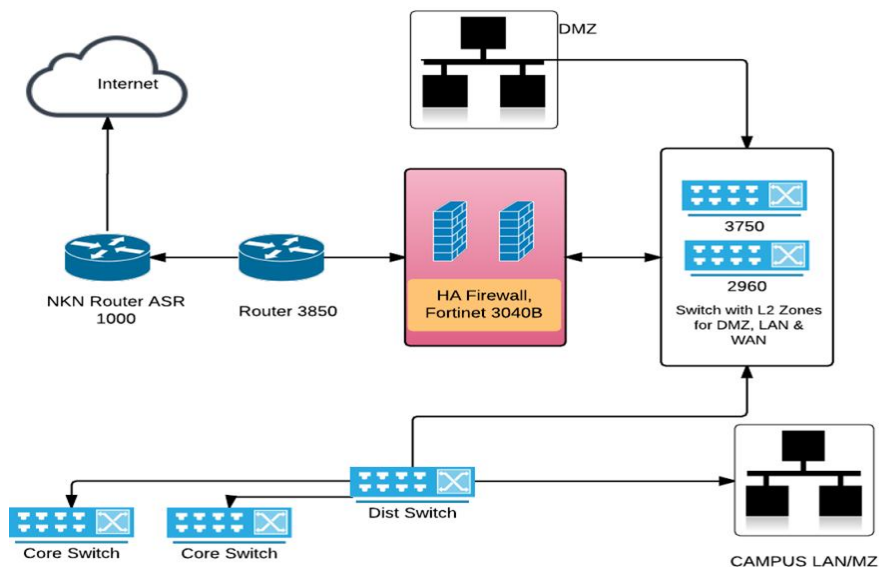 DMZ
Internet
3750
2960
Switch with L2 Zones
for DMZ, LAN &
WAN
HA Firewall,
Fortinet 3040B
NKN Router ASR
1000
Router 3850
Dist Switch
Core Switch
Core Switch
CAMPUS LAN/MZ